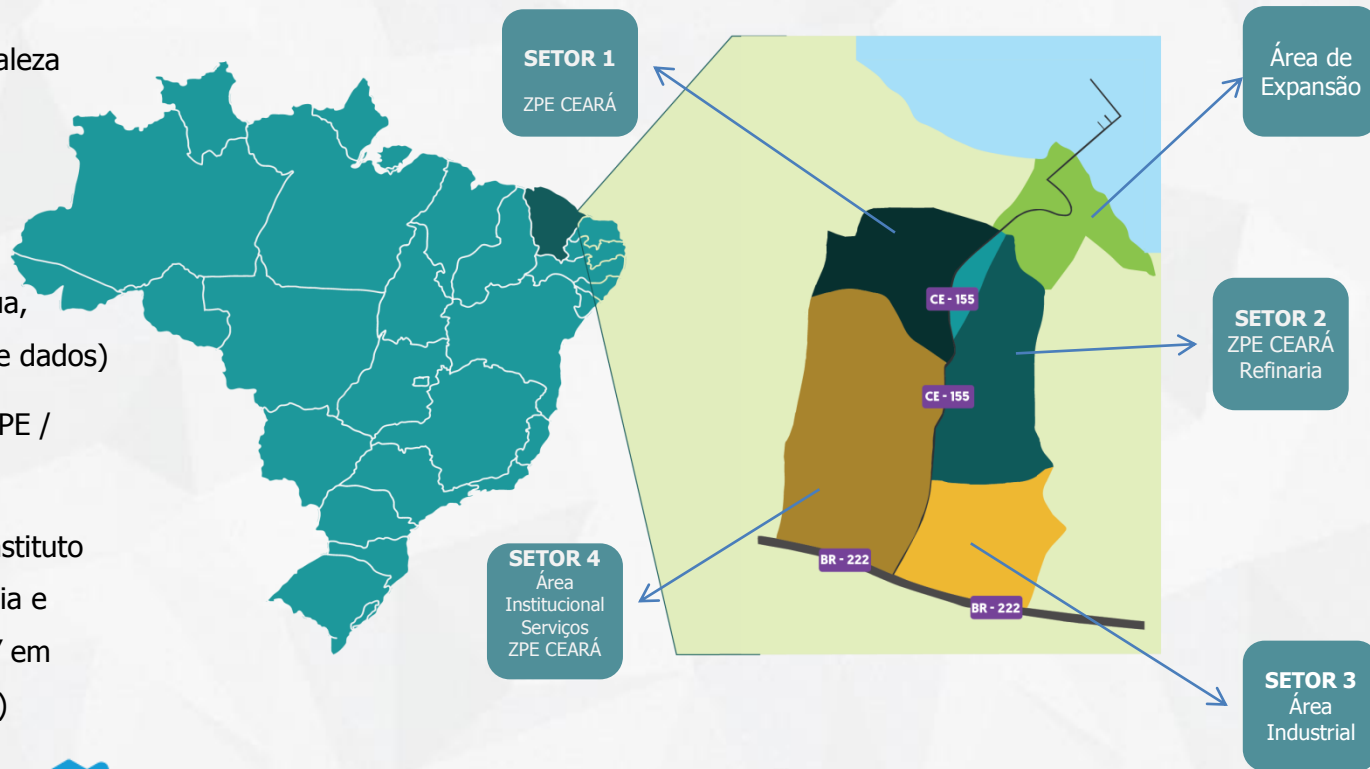 aleza
ua,
e dados)
PE /
nstituto
ia e
em
)
SETOR 1
ZPE CEARÁ
Área de
Expansão
CE - 155
SETOR 2
ZPE CEARÁ
Refinaria
CE - 155
SETOR 4
Área
Institucional
Serviços
ZPE CEARÁ
BR - 222
BR - 222
SETOR 3
Área
Industrial